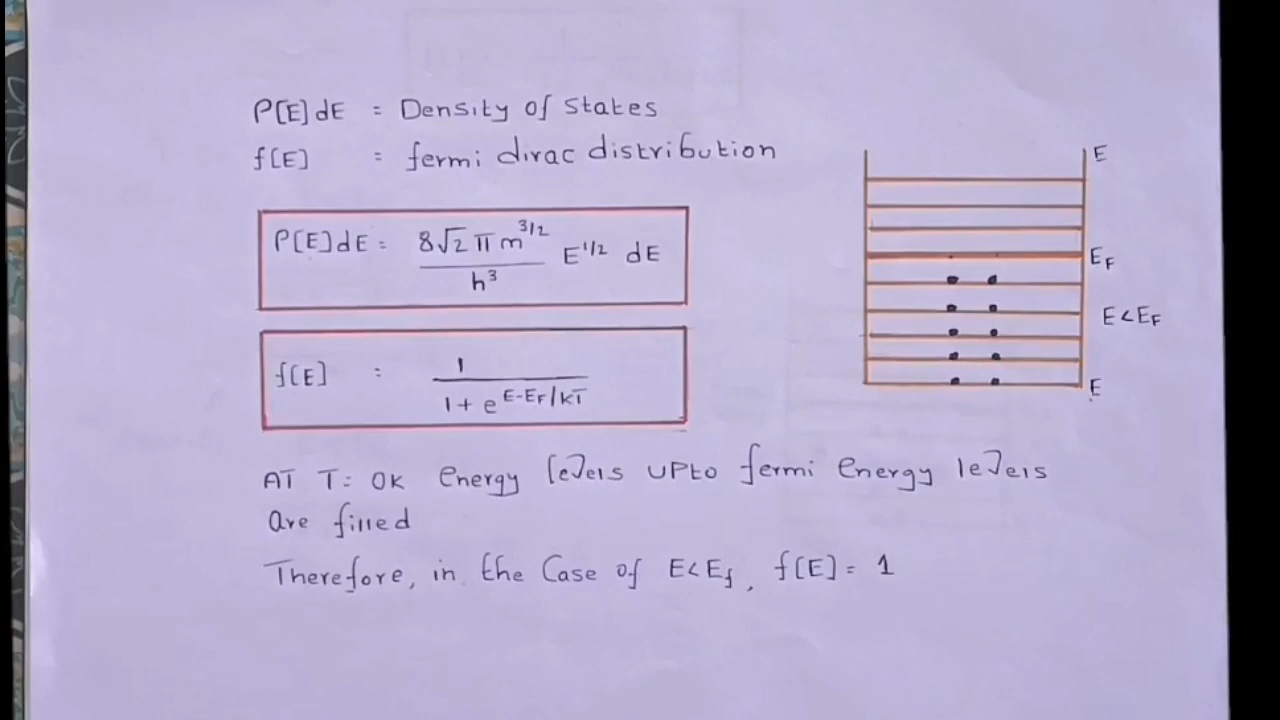 P[E]dE = Density of states
f[E] = fermi dirac distribution
P[E]dE = 8√2 π m^3/2 / h^3 E^1/2 dE
f[E] = 1 / 1 + e^E-EF/kT
E
EF
E<EF
E
AT T= 0K energy levels upto fermi energy levels
are filled
Therefore, in the Case of E<Ef, f[E] = 1